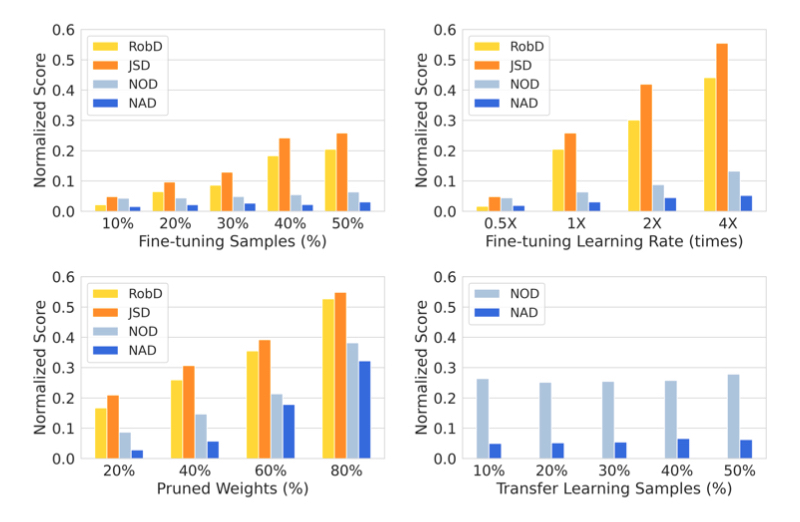 Normalized Score
0.6
0.5
0.4
0.3
0.2
0.1
0.0
RobD
JSD
NOD
NAD
10% 20% 30% 40% 50%
Fine-tuning Samples (%)
Normalized Score
0.6
0.5
0.4
0.3
0.2
0.1
0.0
RobD
JSD
NOD
NAD
0.5X 1X 2X 4X
Fine-tuning Learning Rate (times)
Normalized Score
0.6
0.5
0.4
0.3
0.2
0.1
0.0
RobD
JSD
NOD
NAD
20% 40% 60% 80%
Pruned Weights (%)
Normalized Score
0.6
0.5
0.4
0.3
0.2
0.1
0.0
NOD
NAD
10% 20% 30% 40% 50%
Transfer Learning Samples (%)